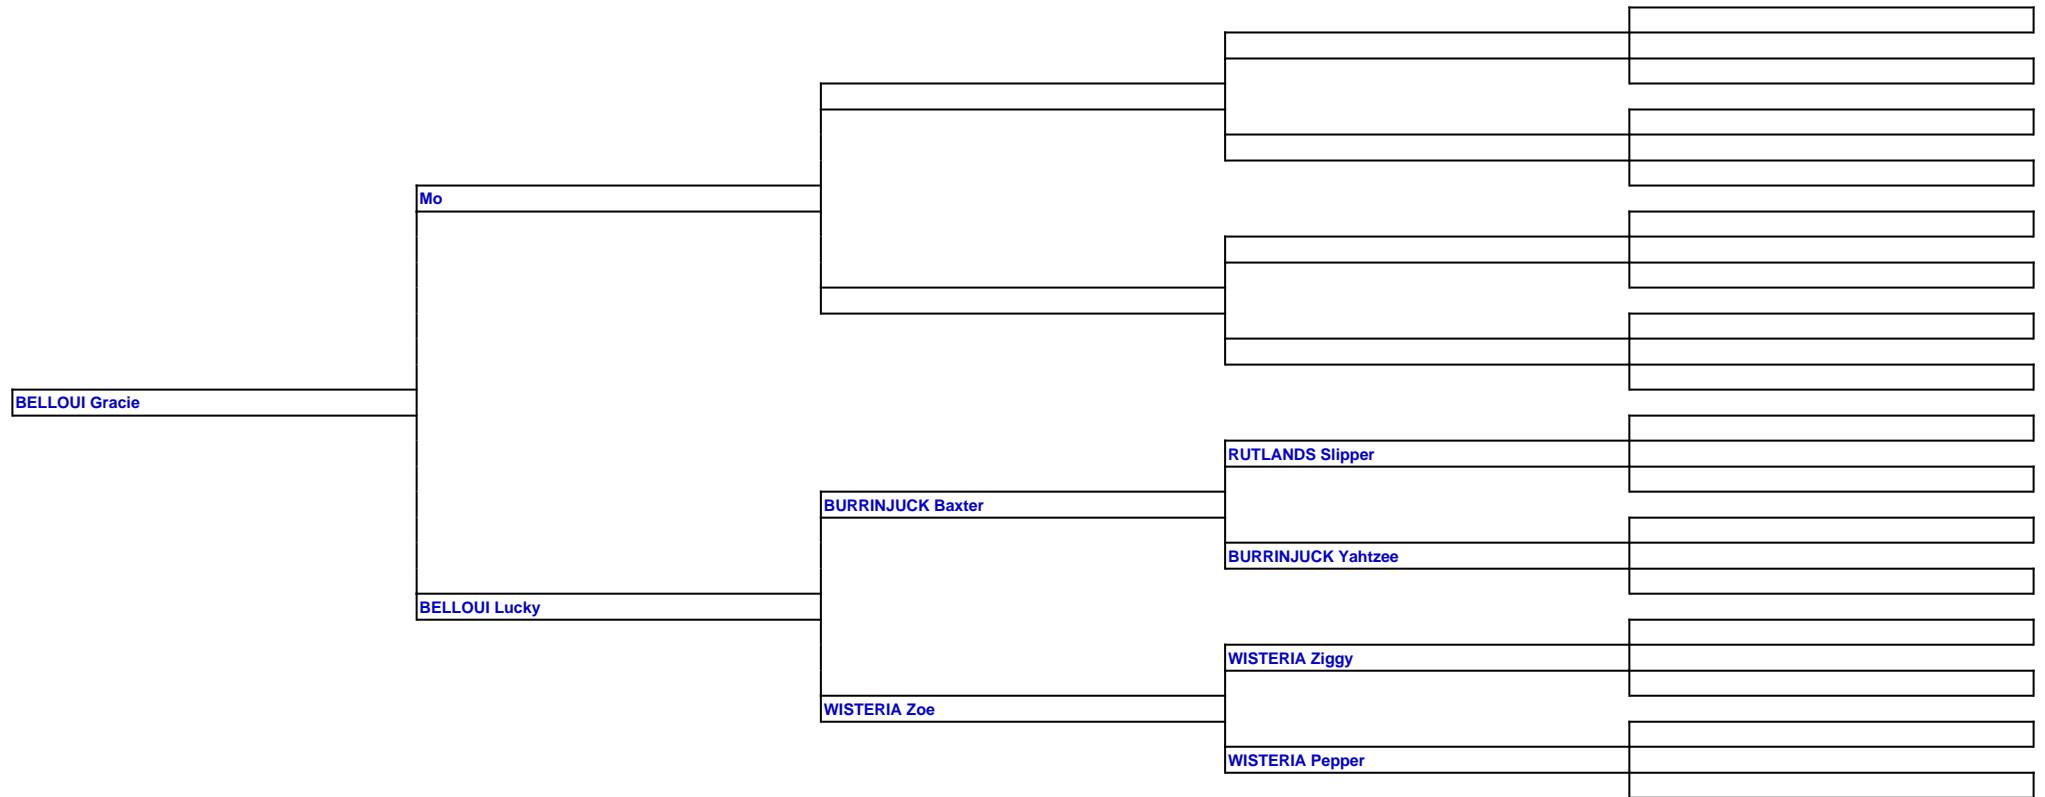 Mo
BELLOUI Gracie
RUTLANDS Slipper
BURRINJUCK Baxter
BURRINJUCK Yahtzee
BELLOUI Lucky
WISTERIA Ziggy
WISTERIA Zoe
WISTERIA Pepper